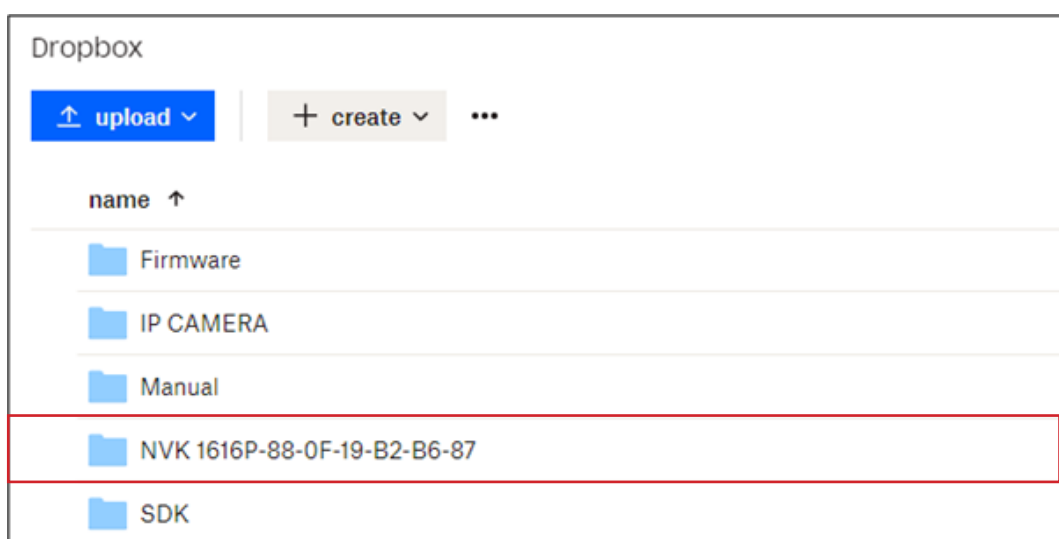 Dropbox
upload
create
name
Firmware
IP CAMERA
Manual
NVK 1616P-88-0F-19-B2-B6-87
SDK